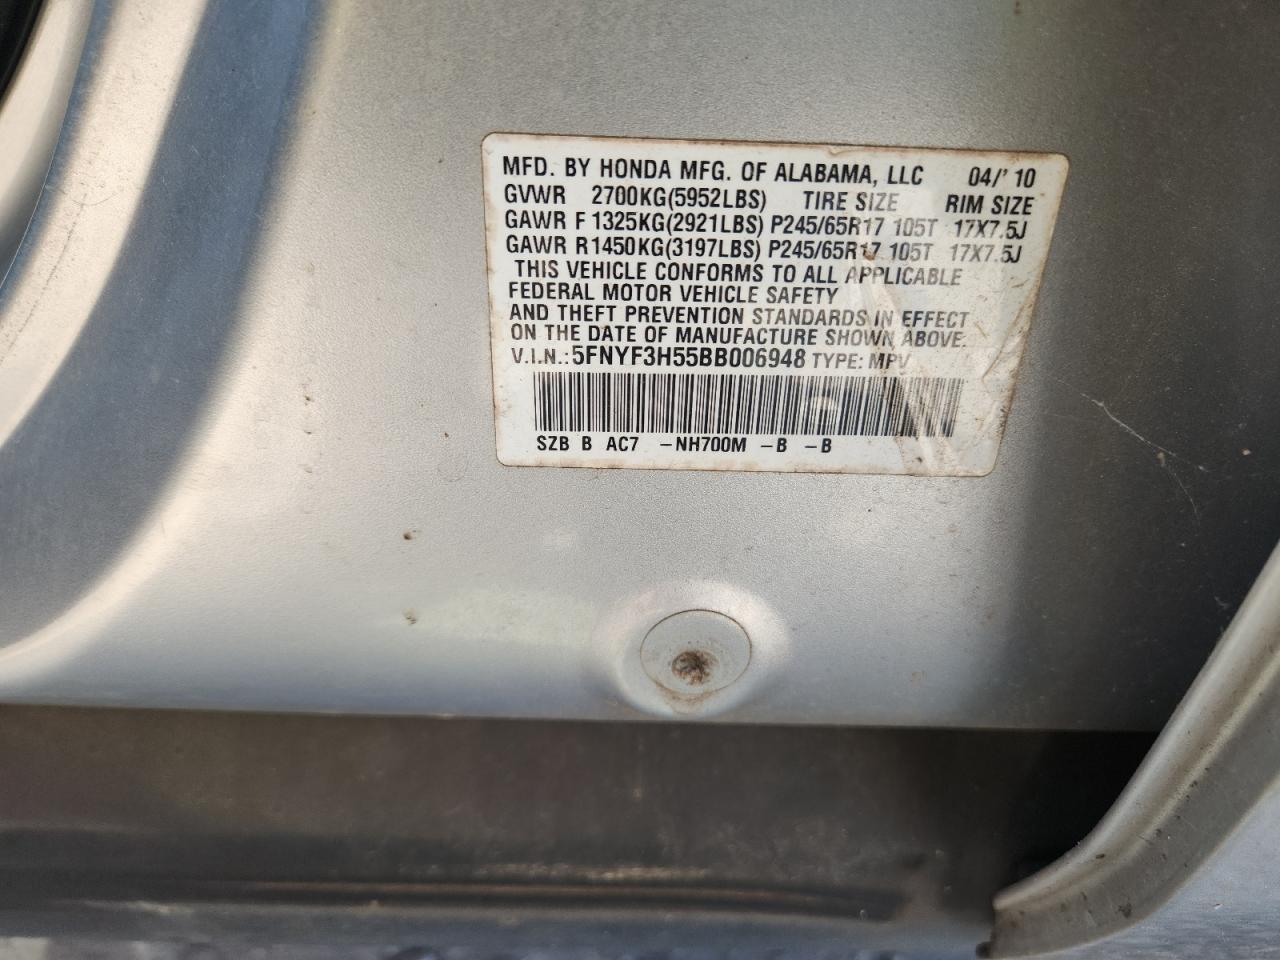 MFD. BY HONDA MFG. OF ALABAMA, LLC 04/'10
GVWR 2700KG(5952LBS) TIRE SIZE RIM SIZE
GAWR F 1325KG(2921LBS) P245/65R17 105T 17X7.5J
GAWR R1450KG(3197LBS) P245/65R17 105T 17X7.5J
THIS VEHICLE CONFORMS TO ALL APPLICABLE
FEDERAL MOTOR VEHICLE SAFETY
AND THEFT PREVENTION STANDARDS IN EFFECT
ON THE DATE OF MANUFACTURE SHOWN ABOVE.
V.I.N.:5FNYF3H55BB006948 TYPE: MPV
SZB B AC7 -NH700M -B -B